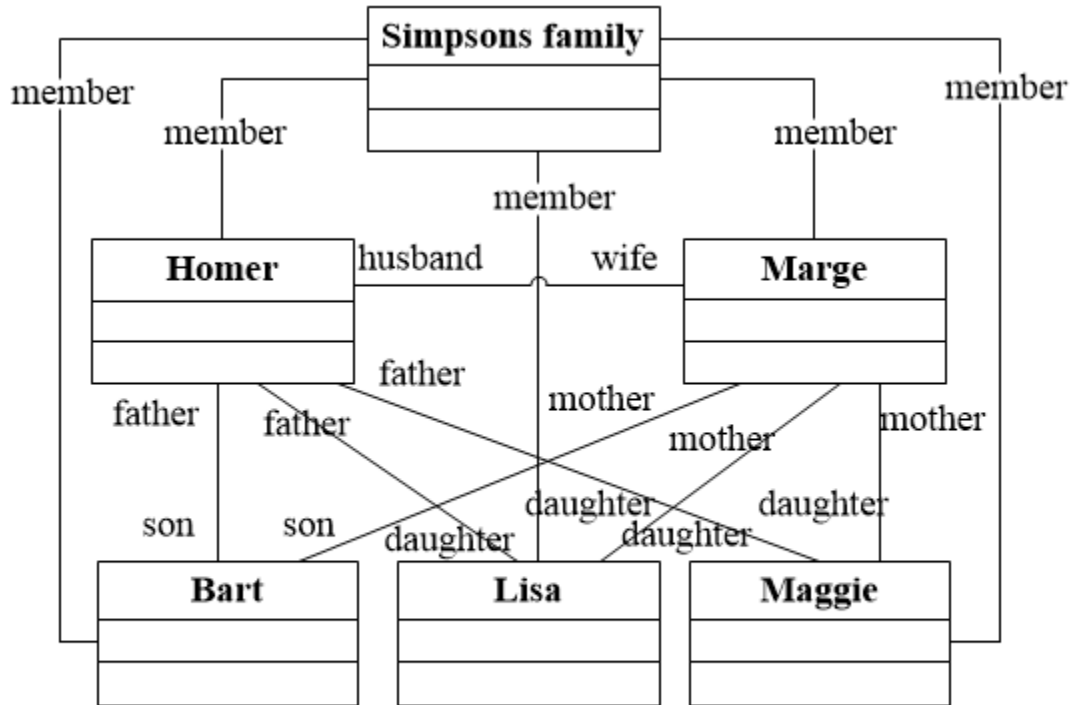 Simpsons family
member
member
member
member
member
husband
wife
Homer
Marge
father
father
father
mother
mother
mother
son
son
daughter
daughter
daughter
daughter
Bart
Lisa
Maggie